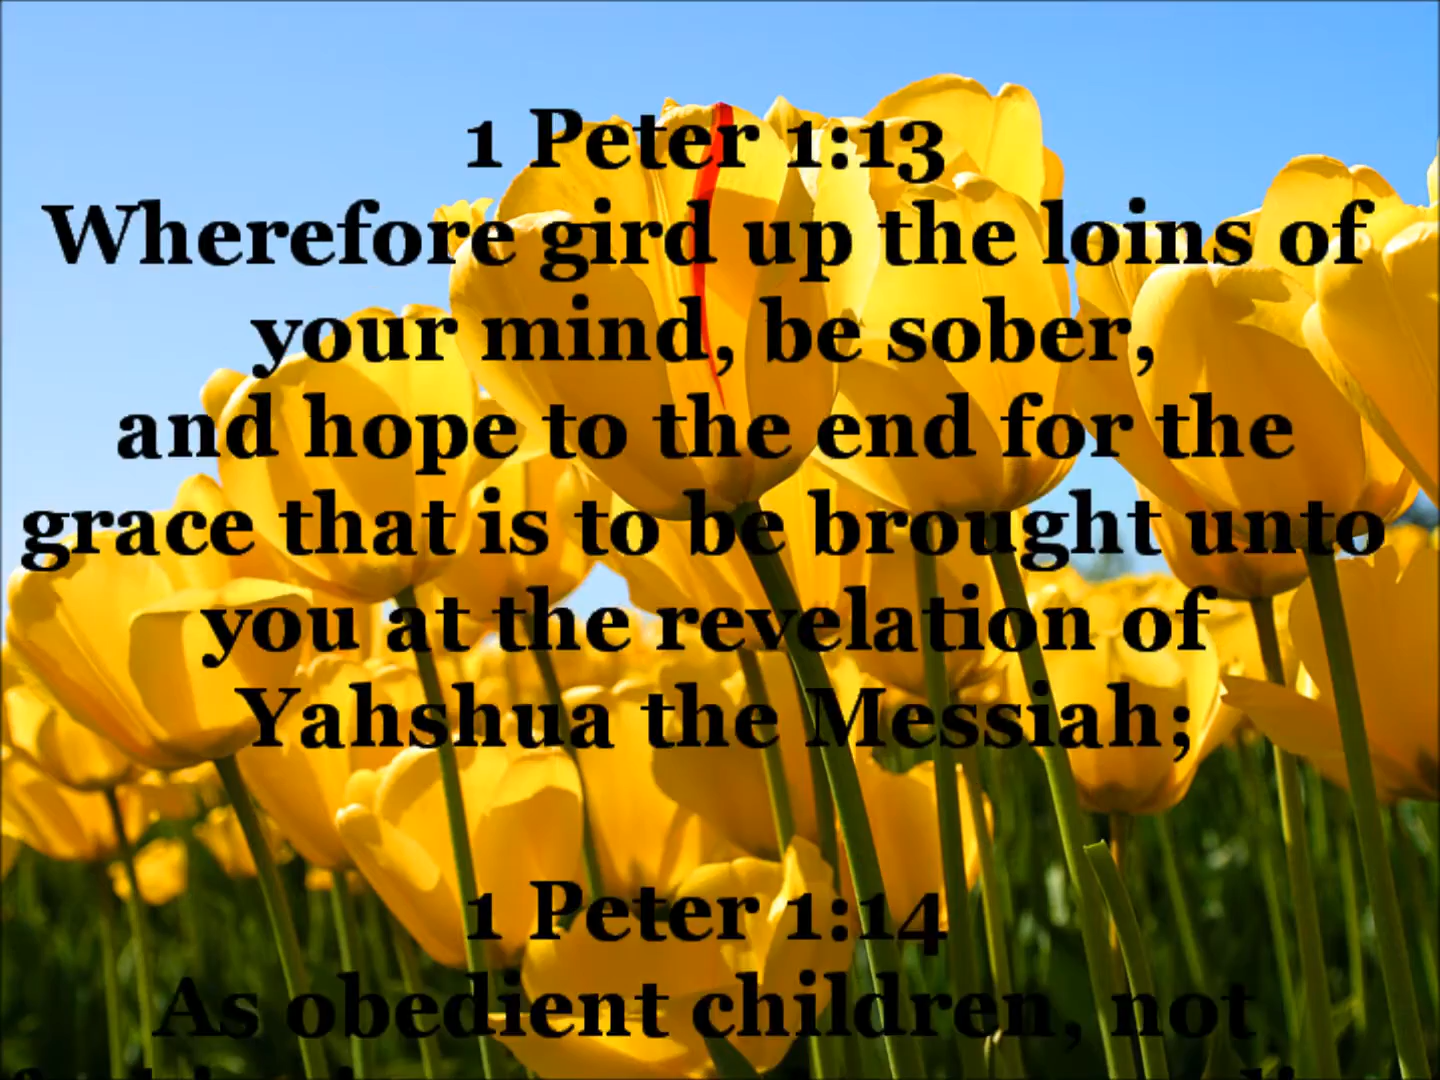 1 Peter 1:13
Wherefore gird up the loins of
your mind, be sober,
and hope to the end for the
grace that is to be brought unto
you at the revelation of
Yahshua the Messiah;
1 Peter 1:14
As obedient children, not